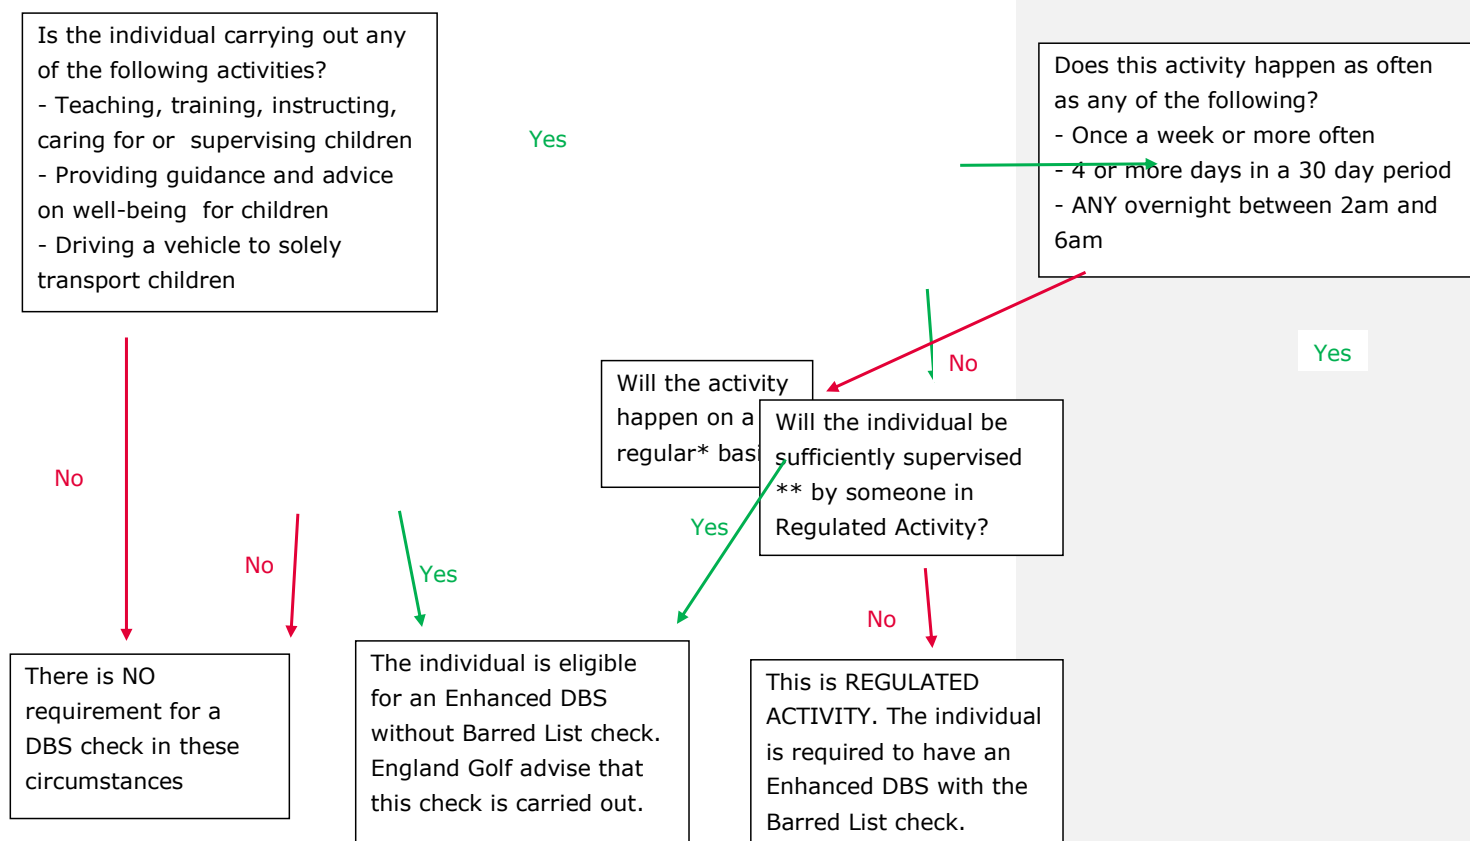 Is the individual carrying out any
of the following activities?
- Teaching, training, instructing,
caring for or supervising children
- Providing guidance and advice
on well-being for children
- Driving a vehicle to solely
transport children
Yes
Does this activity happen as often
as any of the following?
- Once a week or more often
- 4 or more days in a 30 day period
- ANY overnight between 2am and
6am
Yes
No
Will the activity
happen on a
regular* basi
Will the individual be
sufficiently supervised
** by someone in
Regulated Activity?
No
No
Yes
Yes
No
There is NO
requirement for a
DBS check in these
circumstances
The individual is eligible
for an Enhanced DBS
without Barred List check.
England Golf advise that
this check is carried out.
This is REGULATED
ACTIVITY. The individual
is required to have an
Enhanced DBS with the
Barred List check.